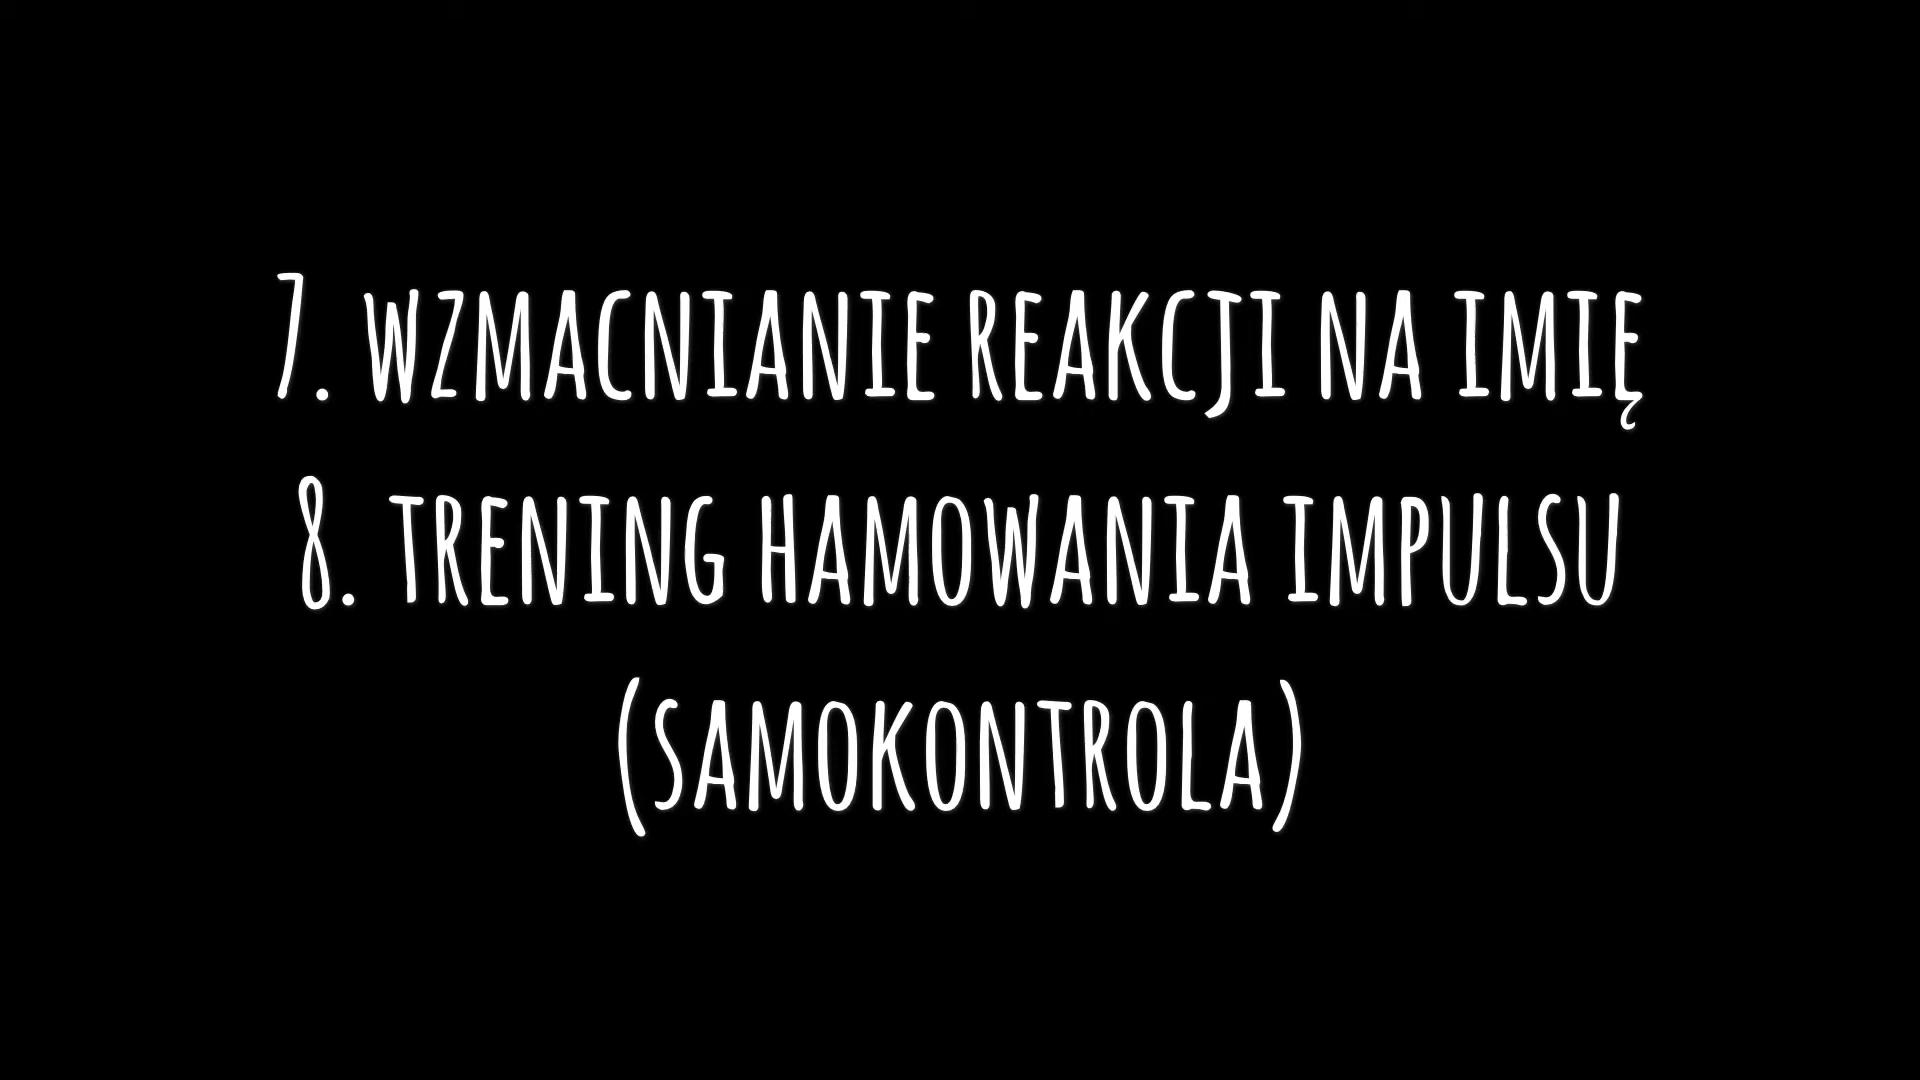 7. WZMACNIANIE REAKCJI NA IMIĘ
8. TRENING HAMOWANIA IMPULSU
(SAMOKONTROLA)